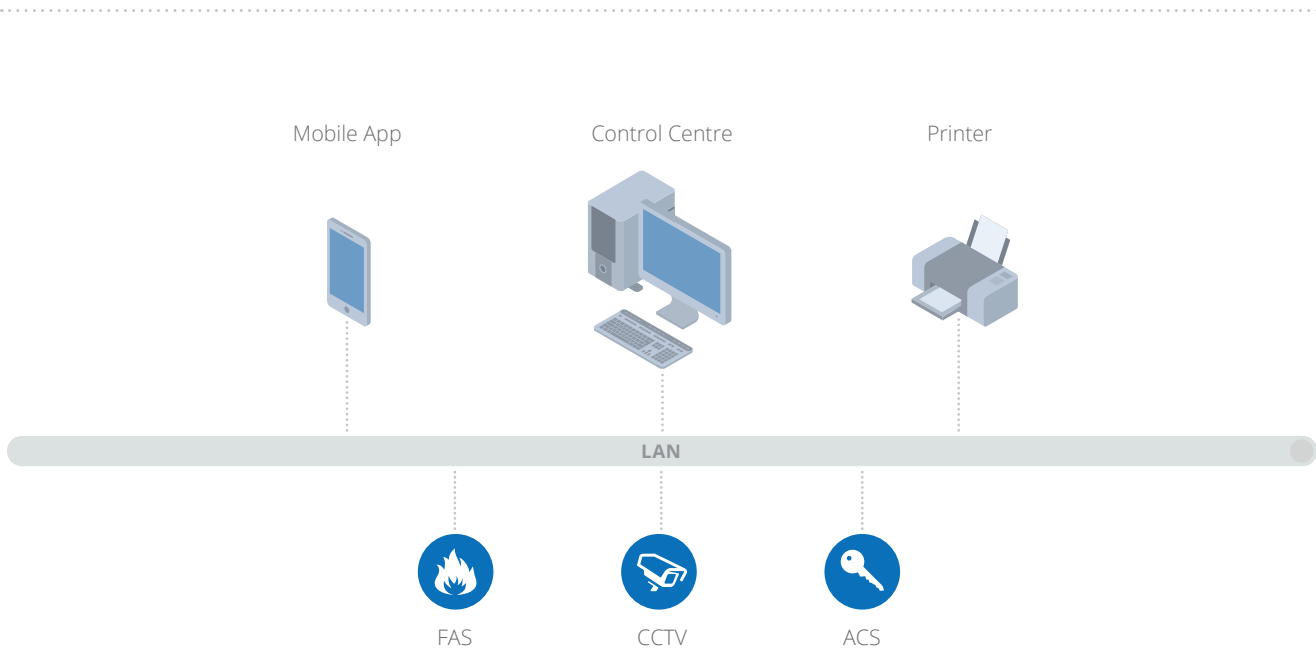 Mobile App
Control Centre
Printer
LAN
FAS
CCTV
ACS